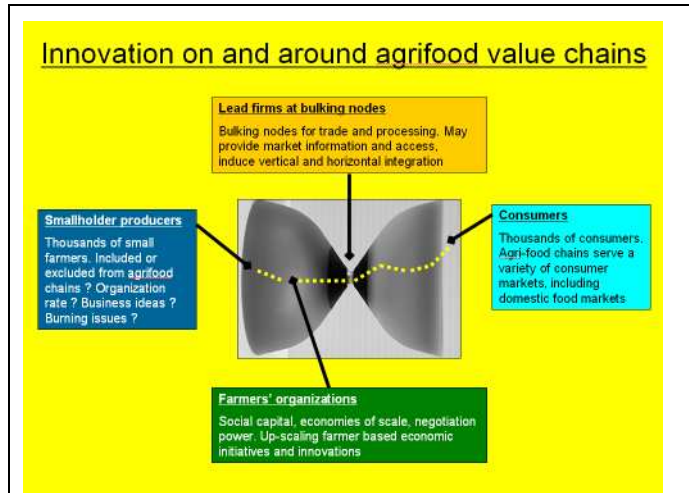 Innovation on and around agrifood value chains
Lead firms at bulking nodes
Bulking nodes for trade and processing. May
provide market information and access,
induce vertical and horizontal integration
Smallholder producers
Thousands of small
farmers. Included or
excluded from agrifood
chains ? Organization
rate ? Business ideas ?
Burning issues ?
Consumers
Thousands of consumers.
Agri-food chains serve a
variety of consumer
markets, including
domestic food markets
Farmers' organizations
Social capital, economies of scale, negotiation
power. Up-scaling farmer based economic
initiatives and innovations